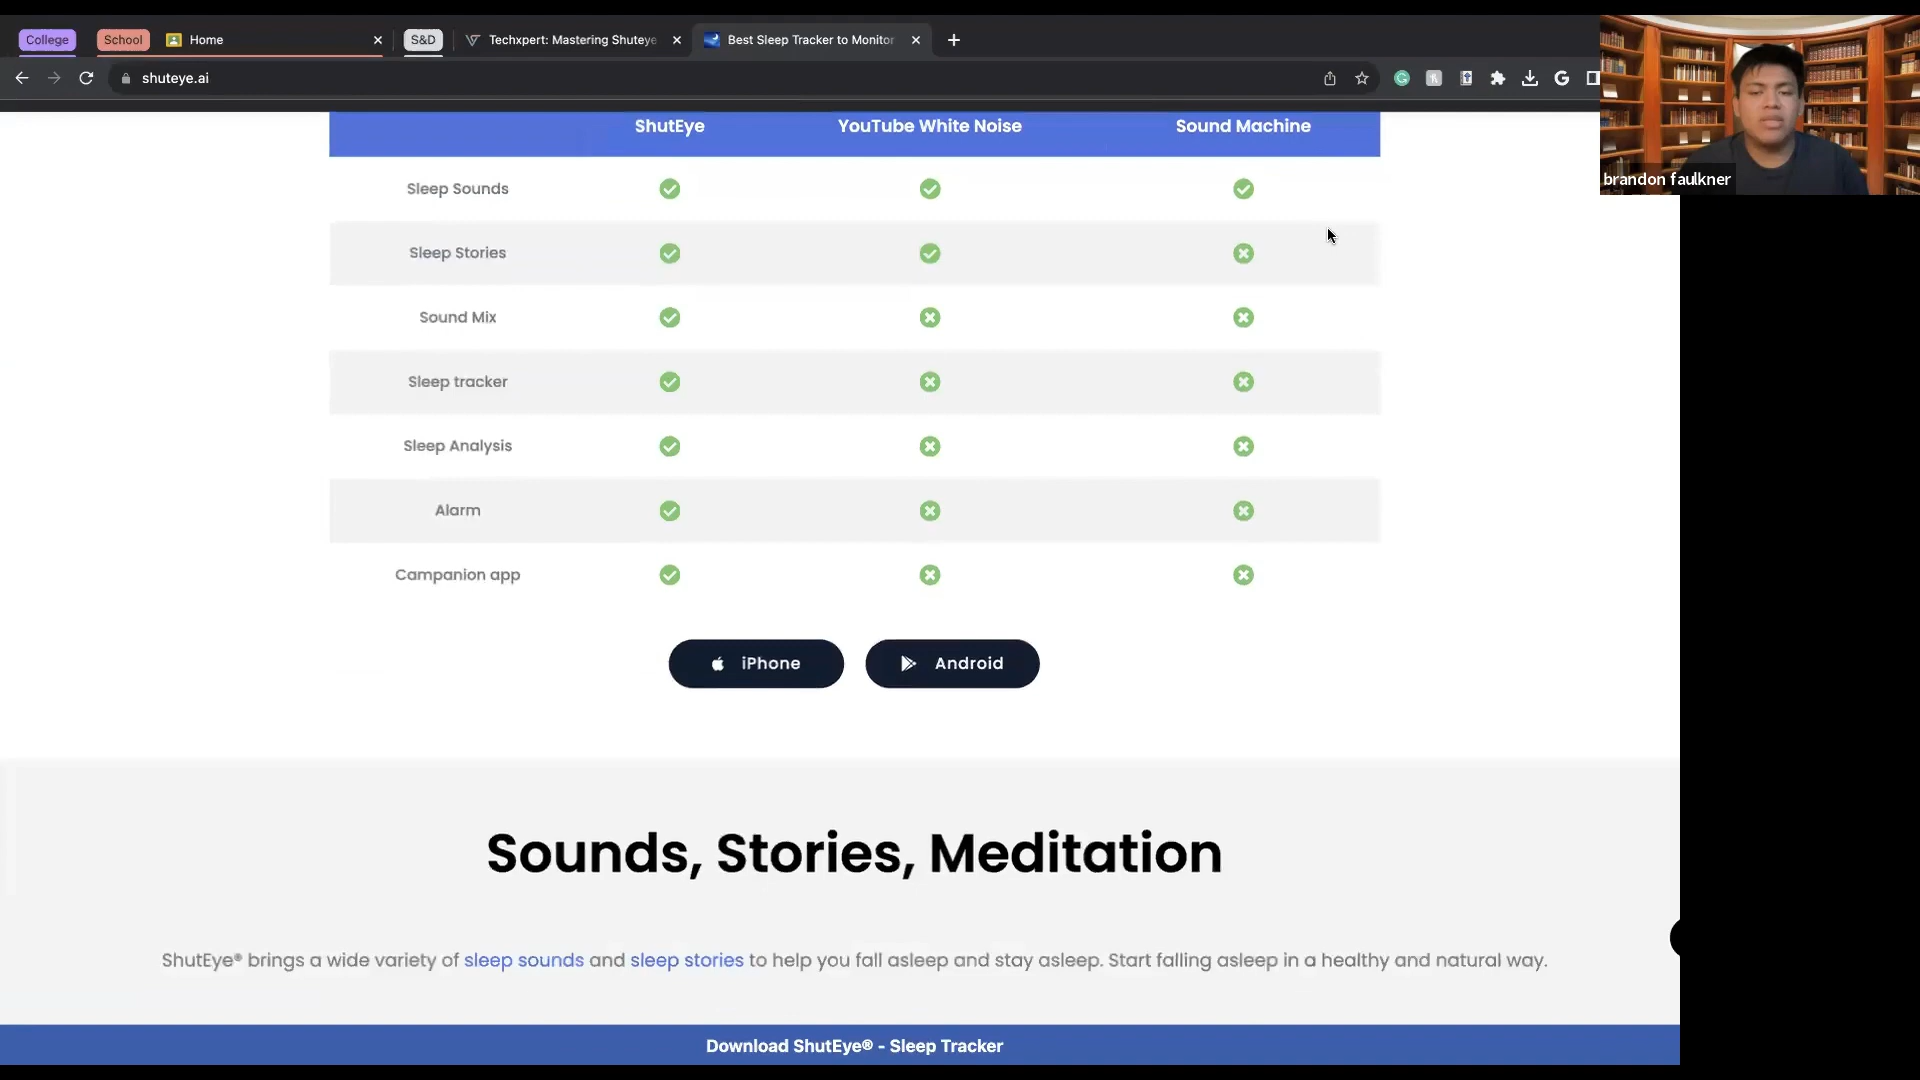 College
School
Home
S&D
Techxpert: Mastering Shuteye
Best Sleep Tracker to Monitor
shuteye.ai
brandon faulkner
ShutEye YouTube White Noise Sound Machine
Sleep Sounds
Sleep Stories
Sound Mix
Sleep tracker
Sleep Analysis
Alarm
Campanion app
iPhone
Android
Sounds, Stories, Meditation
ShutEye® brings a wide variety of sleep sounds and sleep stories to help you fall asleep and stay asleep. Start falling asleep in a healthy and natural way.
Download ShutEye® - Sleep Tracker